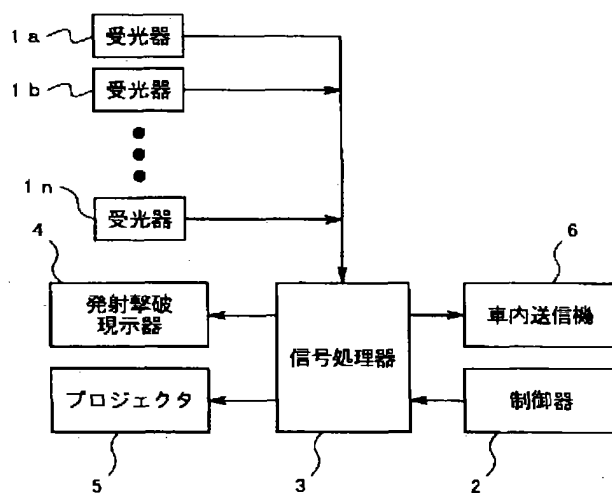 1a
受光器
1b
受光器
1n
受光器
4
発射撃破
現示器
6
車内送信機
信号処理器
プロジェクタ
制御器
5
3
2